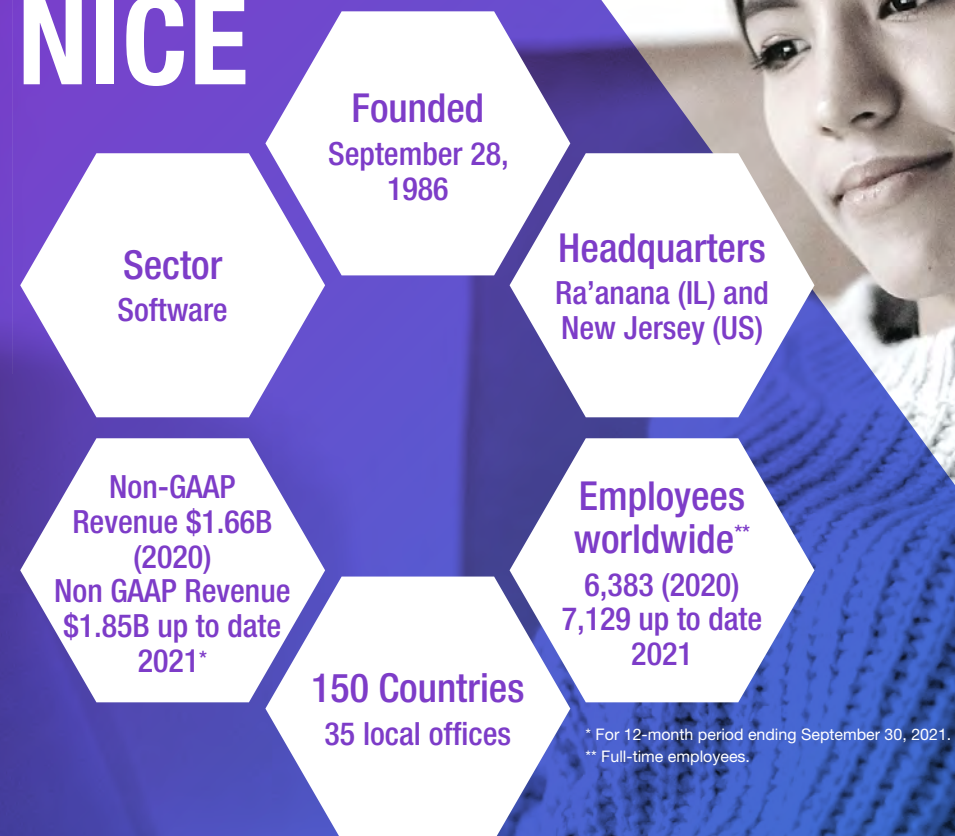 NICE
Founded
September 28,
1986
Sector
Software
Headquarters
Ra’anana (IL) and
New Jersey (US)
Non-GAAP
Revenue $1.66B
(2020)
Non GAAP Revenue
$1.85B up to date
2021*
Employees
worldwide**
6,383 (2020)
7,129 up to date
2021
150 Countries
35 local offices
* For 12-month period ending September 30, 2021.
** Full-time employees.